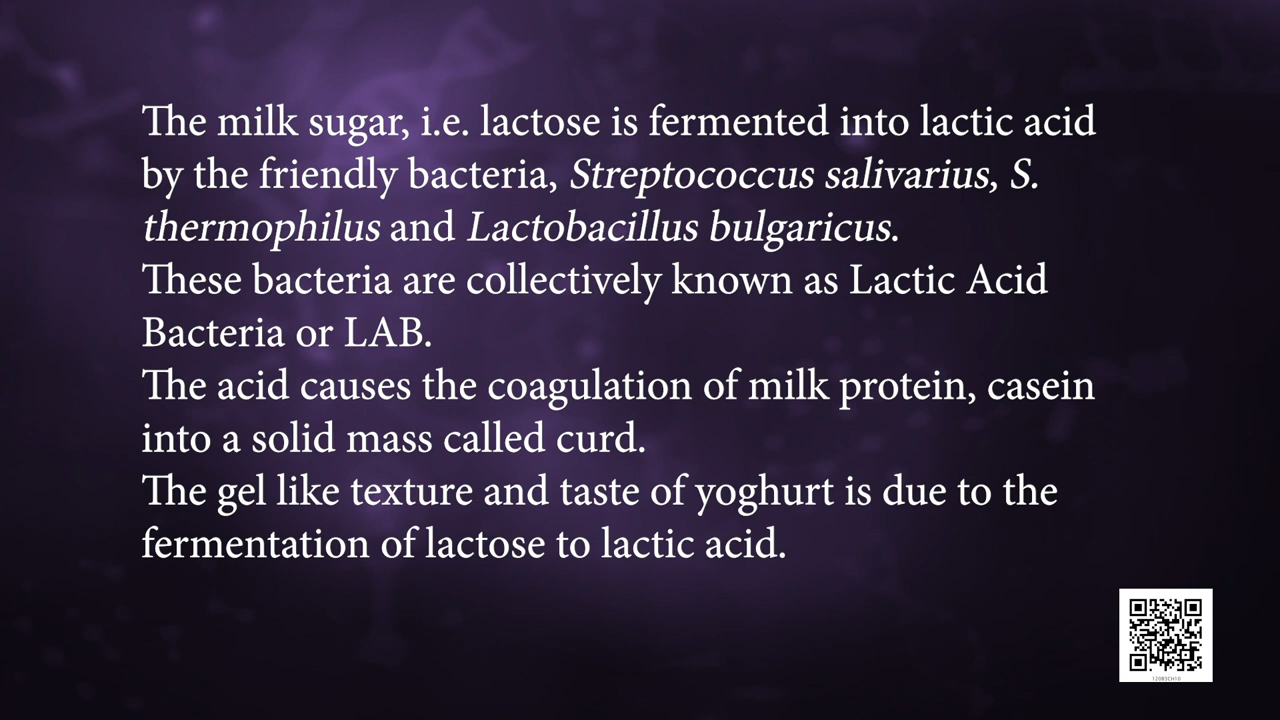 The milk sugar, i.e. lactose is fermented into lactic acid
by the friendly bacteria, Streptococcus salivarius, S.
thermophilus and Lactobacillus bulgaricus.
These bacteria are collectively known as Lactic Acid
Bacteria or LAB.
The acid causes the coagulation of milk protein, casein
into a solid mass called curd.
The gel like texture and taste of yoghurt is due to the
fermentation of lactose to lactic acid.